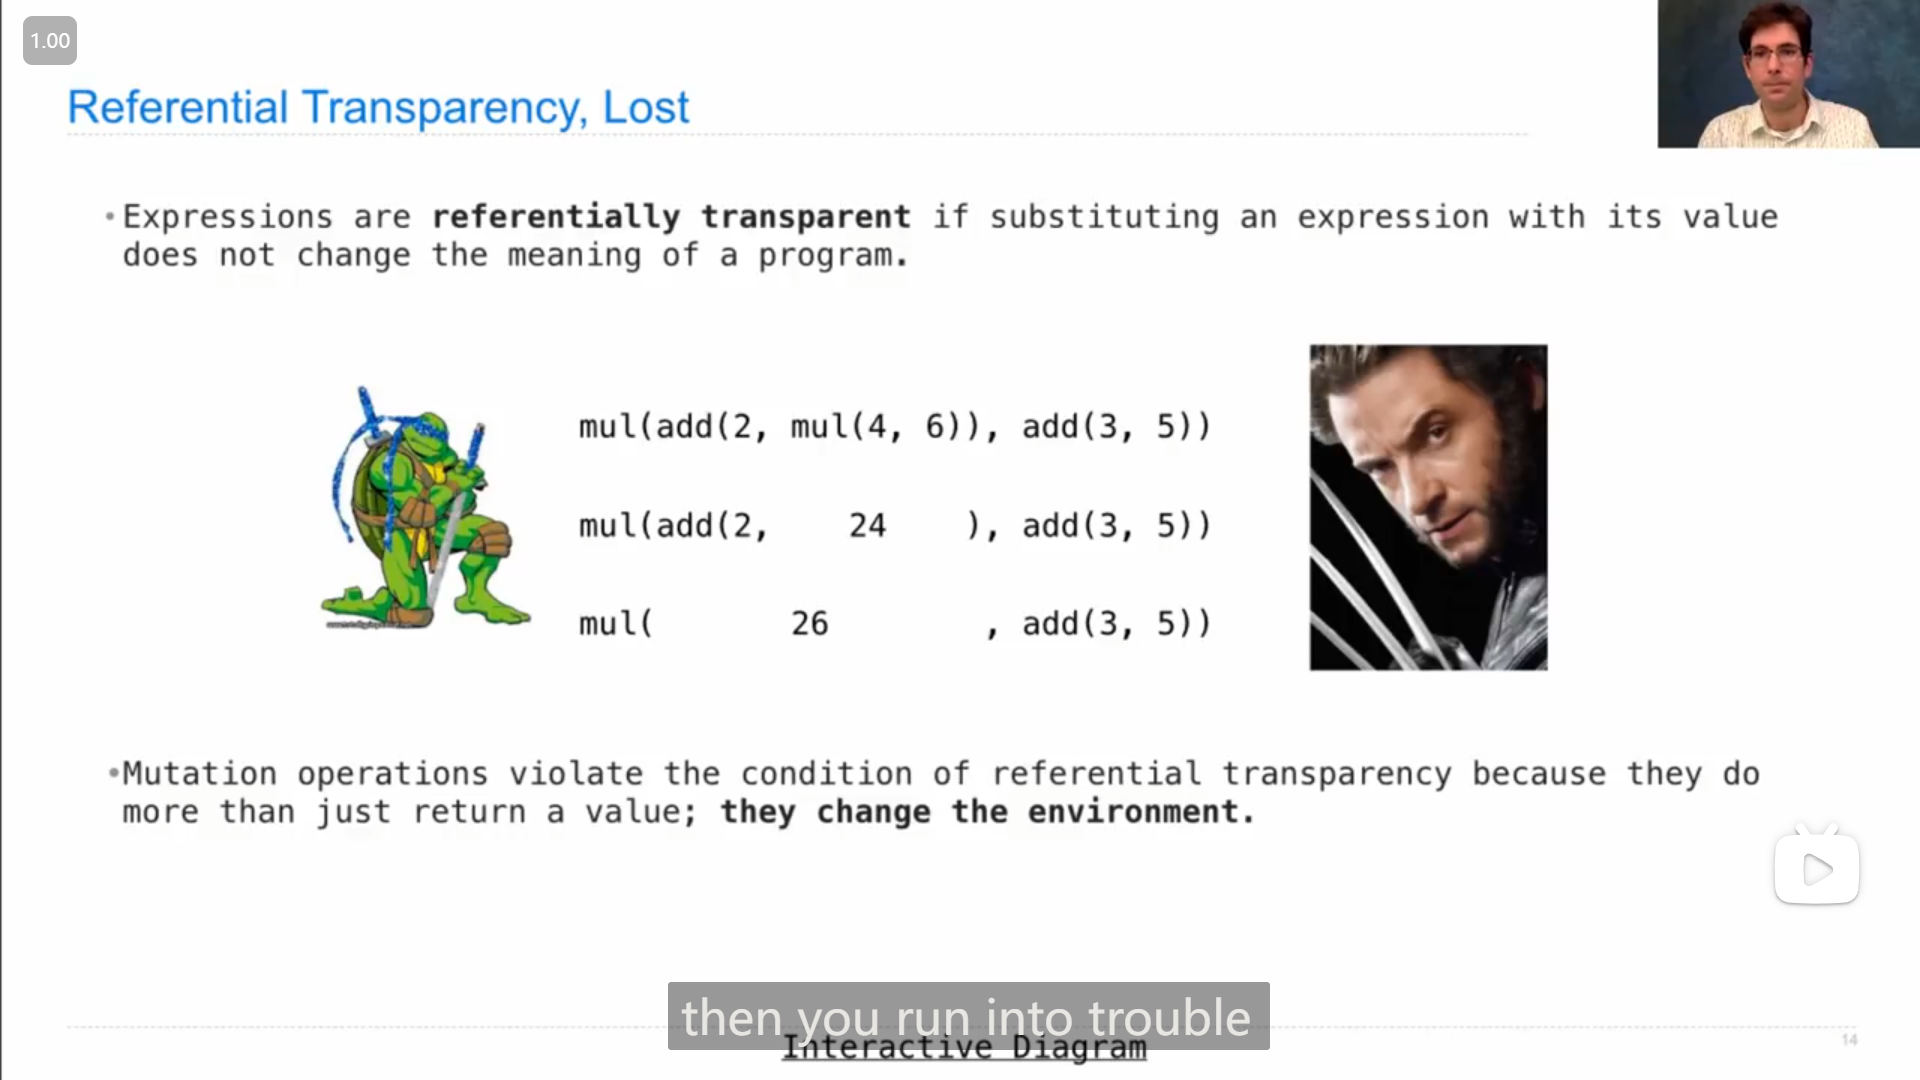 1.00
Referential Transparency, Lost
•Expressions are referentially transparent if substituting an expression with its value
does not change the meaning of a program.
mul(add(2, mul(4, 6)), add(3, 5))
mul(add(2, 24 ), add(3, 5))
mul( 26 , add(3, 5))
•Mutation operations violate the condition of referential transparency because they do
more than just return a value; they change the environment.
then you run into trouble
Interactive Diagram
14